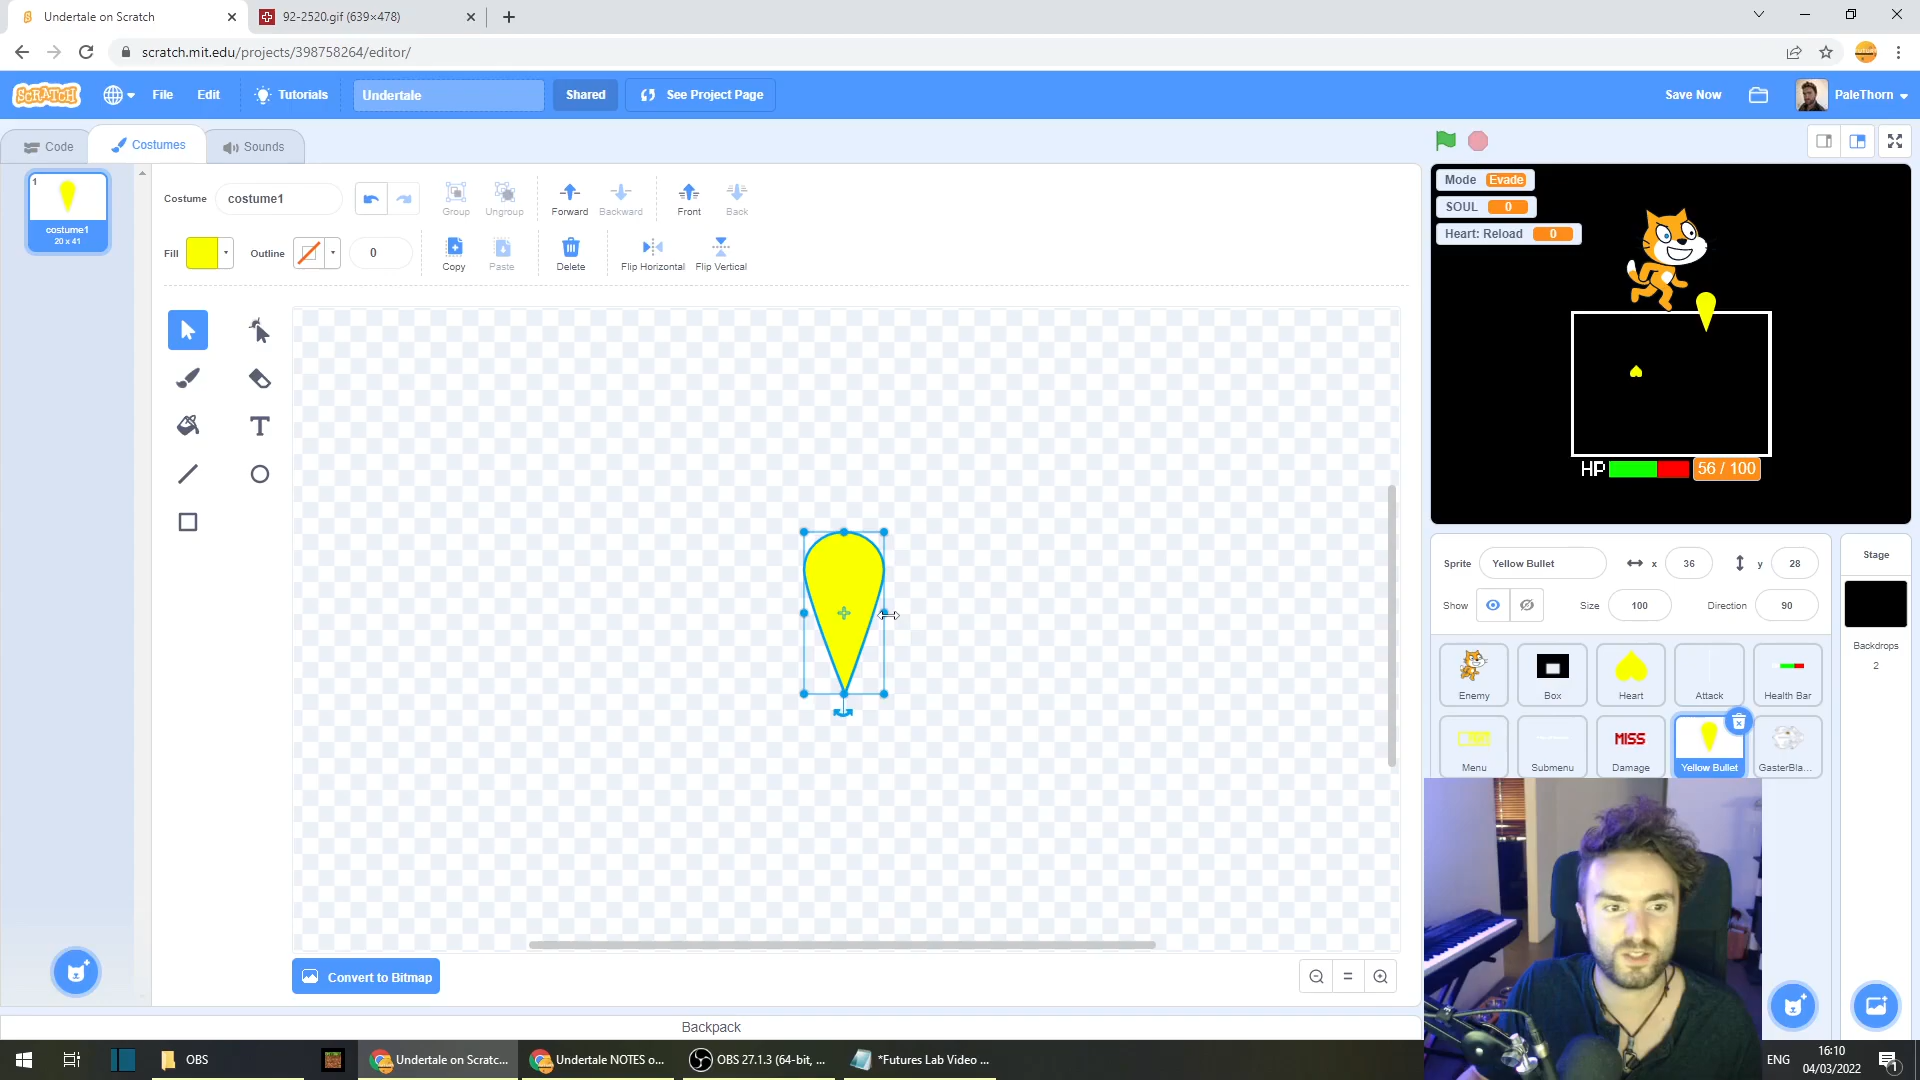 Undertale on Scratch
92-2520.gif (639×478)
scratch.mit.edu/projects/398758264/editor/
SCRATCH
File
Edit
Tutorials
Undertale
Shared
See Project Page
Save Now
PaleThorn
Code
Costumes
Sounds
1
costume1
20 x 41
Costume
costume1
Group
Ungroup
Forward
Backward
Front
Back
Fill
Outline
0
Copy
Paste
Delete
Flip Horizontal
Flip Vertical
T
Convert to Bitmap
Backpack
Mode Evade
SOUL 0
Heart: Reload 0
HP
56 / 100
Sprite
Yellow Bullet
x
36
y
28
Show
Size
100
Direction
90
Stage
Backdrops
2
Enemy
Box
Heart
Attack
Health Bar
Menu
Submenu
MISS
Damage
Yellow Bullet
GasterBla...
OBS
Undertale on Scratc...
Undertale NOTES o...
OBS 27.1.3 (64-bit, ...
*Futures Lab Video ...
ENG
16:10
04/03/2022
1